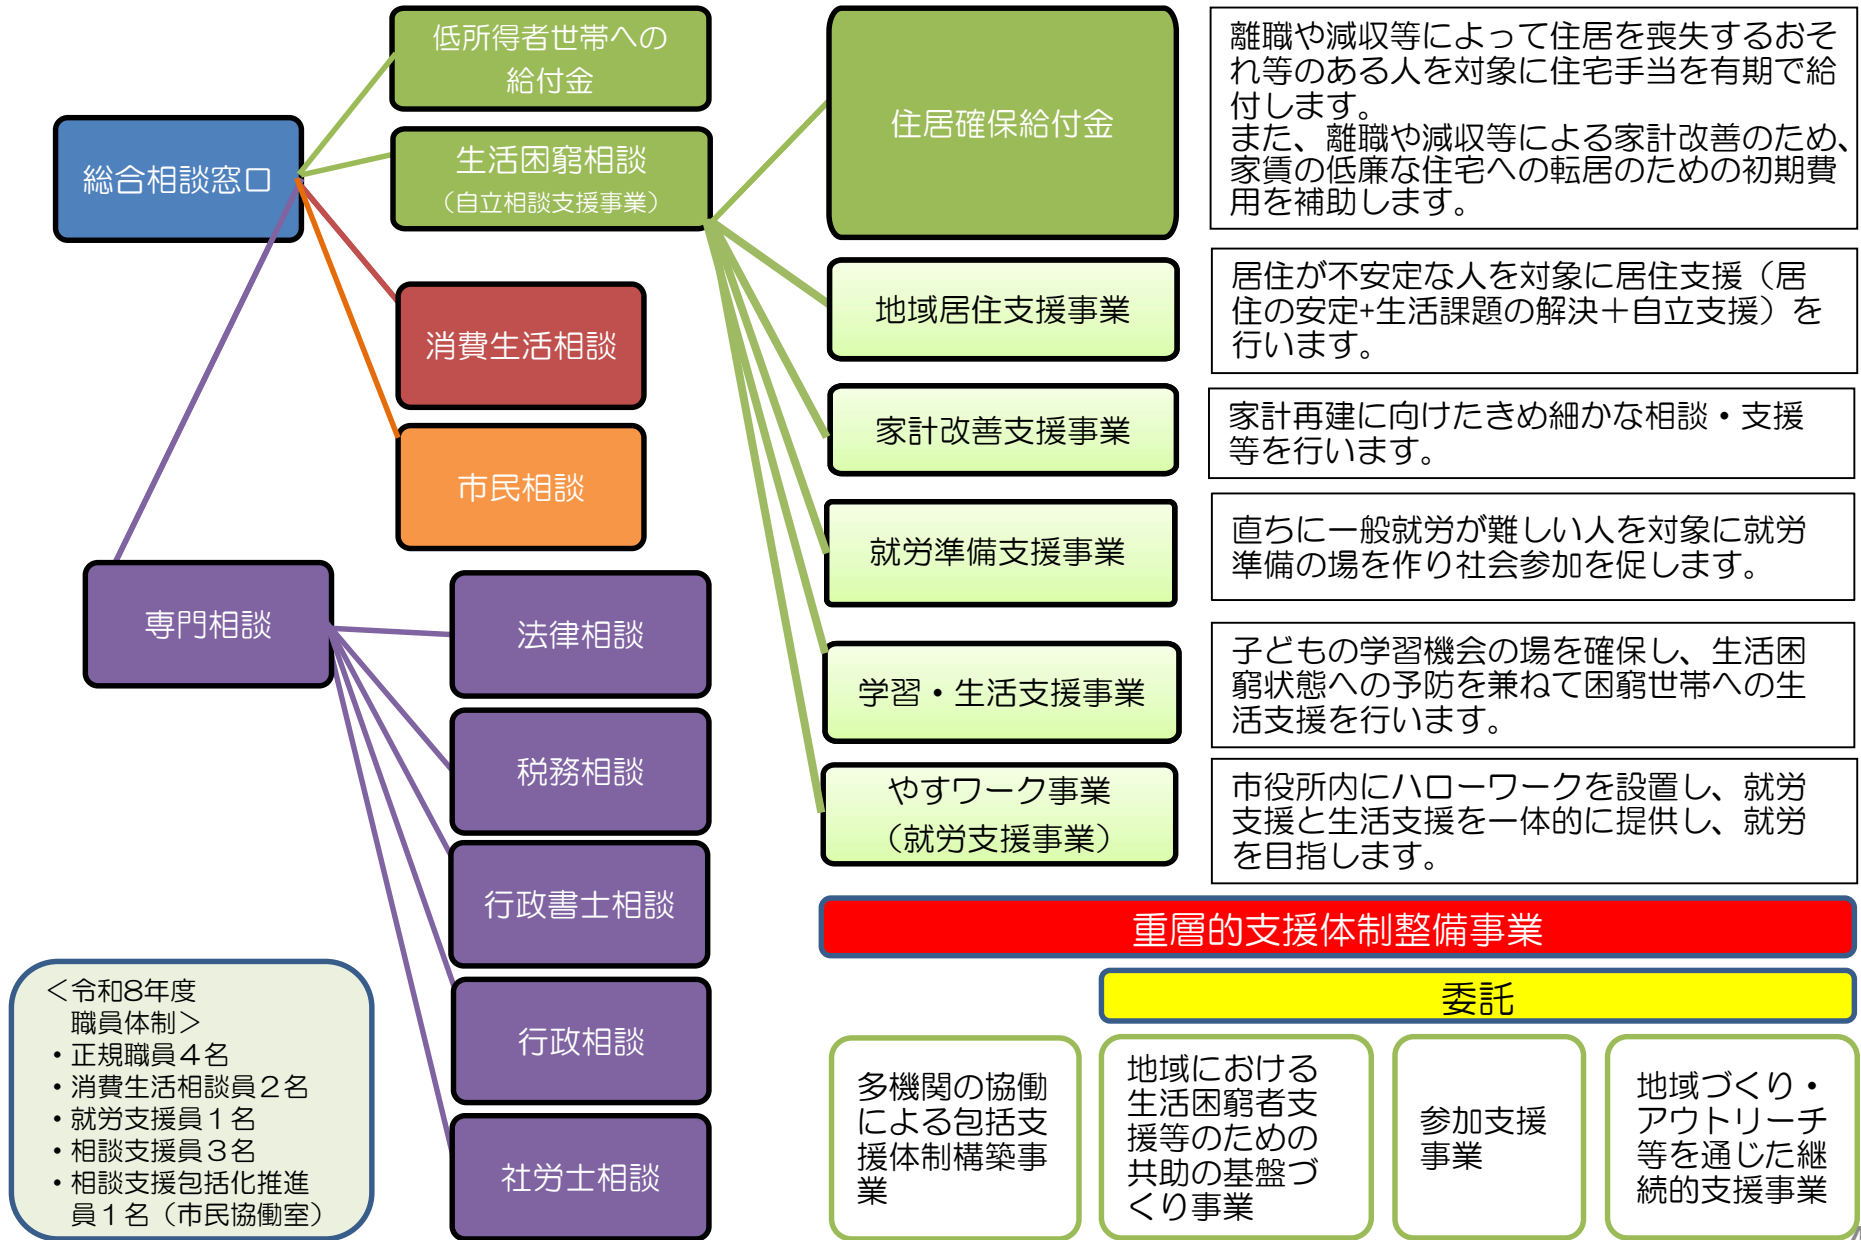 低所得者世帯への
給付金
総合相談窓口
生活困窮相談
（自立相談支援事業）
消費生活相談
市民相談
専門相談
法律相談
税務相談
行政書士相談
行政相談
社労士相談
住居確保給付金
離職や減収等によって住居を喪失するおそ
れ等のある人を対象に住宅手当を有期で給
付します。
また、離職や減収等による家計改善のため、
家賃の低廉な住宅への転居のための初期費
用を補助します。
地域居住支援事業
居住が不安定な人を対象に居住支援（居
住の安定+生活課題の解決＋自立支援）を
行います。
家計改善支援事業
家計再建に向けたきめ細かな相談・支援
等を行います。
就労準備支援事業
直ちに一般就労が難しい人を対象に就労
準備の場を作り社会参加を促します。
学習・生活支援事業
子どもの学習機会の場を確保し、生活困
窮状態への予防を兼ねて困窮世帯への生
活支援を行います。
やすワーク事業
（就労支援事業）
市役所内にハローワークを設置し、就労
支援と生活支援を一体的に提供し、就労
を目指します。
重層的支援体制整備事業
委託
多機関の協働
による包括支
援体制構築事
業
地域における
生活困窮者支
援等のための
共助の基盤づ
くり事業
参加支援
事業
地域づくり・
アウトリーチ
等を通じた継
続的支援事業
＜令和8年度
職員体制＞
・正規職員４名
・消費生活相談員２名
・就労支援員１名
・相談支援員３名
・相談支援包括化推進
員１名（市民協働室）